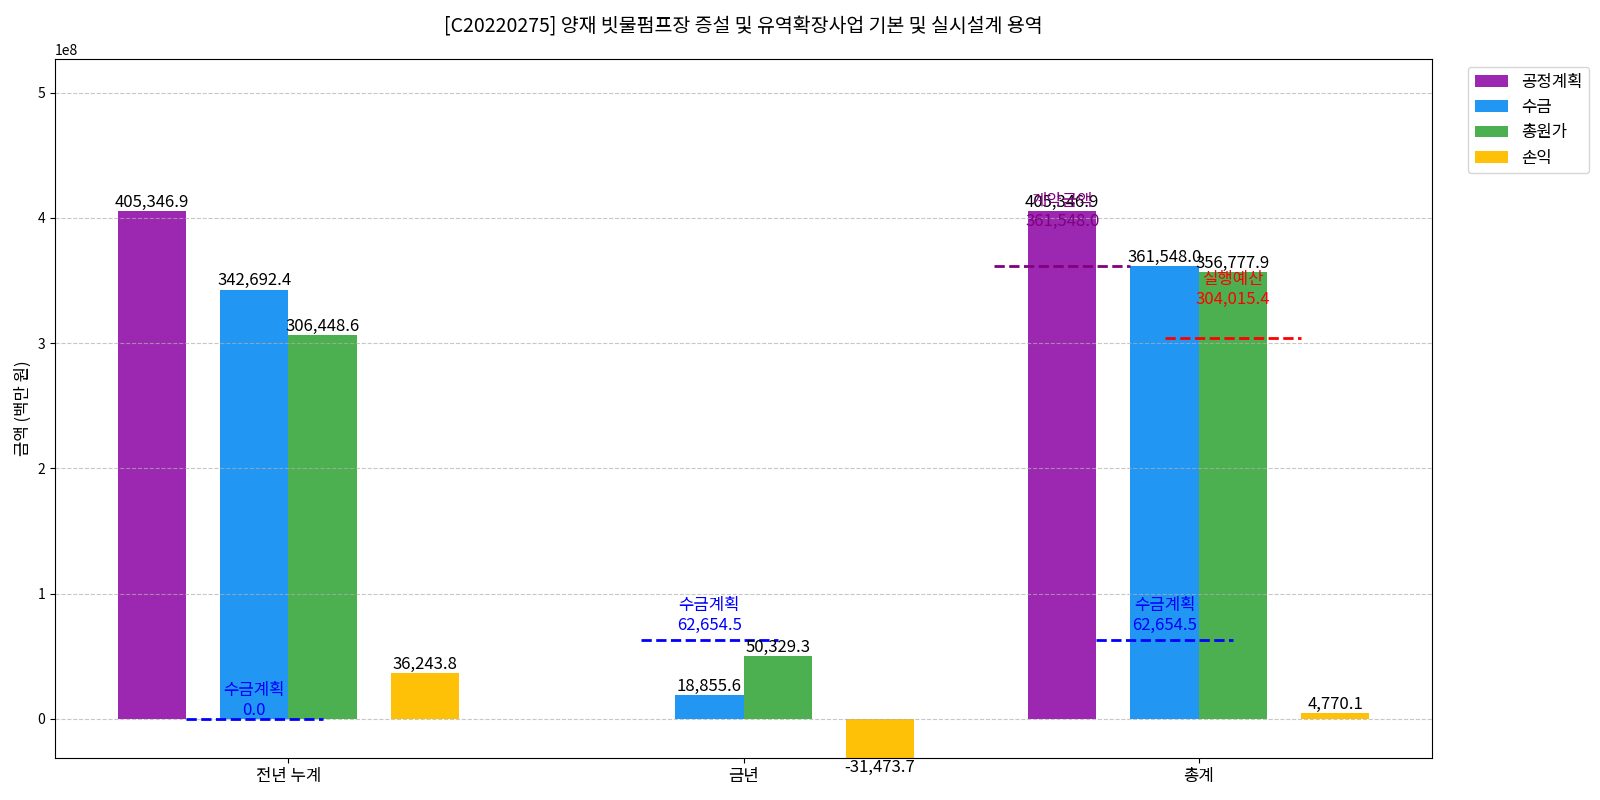 [C20220275] 양재 빗물펌프장 증설 및 유역확장사업 기본 및 실시설계 용역
1e8
금액 (백만 원)
5
4
3
2
1
0
405,346.9
342,692.4
306,448.6
36,243.8
수금계획
0.0
수금계획
62,654.5
18,855.6
50,329.3
-31,473.7
계약금액
361,548.0
405,346.9
361,548.0
356,777.9
실행예산
304,015.4
수금계획
62,654.5
4,770.1
전년 누계
금년
총계
공정계획
수금
총원가
손익